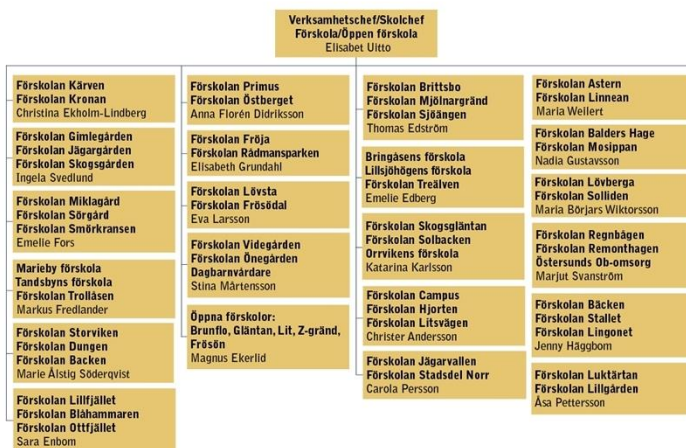 Verksamhetschef/Skolchef
Förskola/Öppen förskola
Elisabet Uitto
Förskolan Kärven
Förskolan Kronan
Christina Ekholm-Lindberg
Förskolan Gimlegården
Förskolan Jägargården
Förskolan Skogsgården
Ingela Svedlund
Förskolan Miklagård
Förskolan Sörgård
Förskolan Smörkransen
Emelie Fors
Marieby förskola
Tandsbyns förskola
Förskolan Trollåsen
Markus Fredlander
Förskolan Storviken
Förskolan Dungen
Förskolan Backen
Marie Ålstig Söderqvist
Förskolan Lillfjället
Förskolan Blåhammaren
Förskolan Ottfjället
Sara Enbom
Förskolan Primus
Förskolan Östberget
Anna Florén Didriksson
Förskolan Fröja
Förskolan Rådmansparken
Elisabeth Grundahl
Förskolan Lövsta
Förskolan Frösödal
Eva Larsson
Förskolan Videgården
Förskolan Önegården
Dagbarnvårdare
Stina Mårtensson
Öppna förskolor:
Brunflo, Gläntan, Lit, Z-gränd,
Frösön
Magnus Ekerlid
Förskolan Brittsbo
Förskolan Mjölnargränd
Förskolan Sjöängen
Thomas Edström
Bringåsens förskola
Lillsjöhögens förskola
Förskolan Treälven
Emelie Edberg
Förskolan Skogsgläntan
Förskolan Solbacken
Orrvikens förskola
Katarina Karlsson
Förskolan Campus
Förskolan Hjorten
Förskolan Litsvägen
Christer Andersson
Förskolan Jägarvallen
Förskolan Stadsdel Norr
Carola Persson
Förskolan Astern
Förskolan Linnean
Maria Wellert
Förskolan Balders Hage
Förskolan Mosippan
Nadia Gustavsson
Förskolan Lövberga
Förskolan Solliden
Maria Börjars Wiktorsson
Förskolan Regnbågen
Förskolan Remonthagen
Östersunds Ob-omsorg
Marjut Svanström
Förskolan Bäcken
Förskolan Stallet
Förskolan Lingonet
Jenny Häggbom
Förskolan Luktärtan
Förskolan Lillgården
Åsa Pettersson